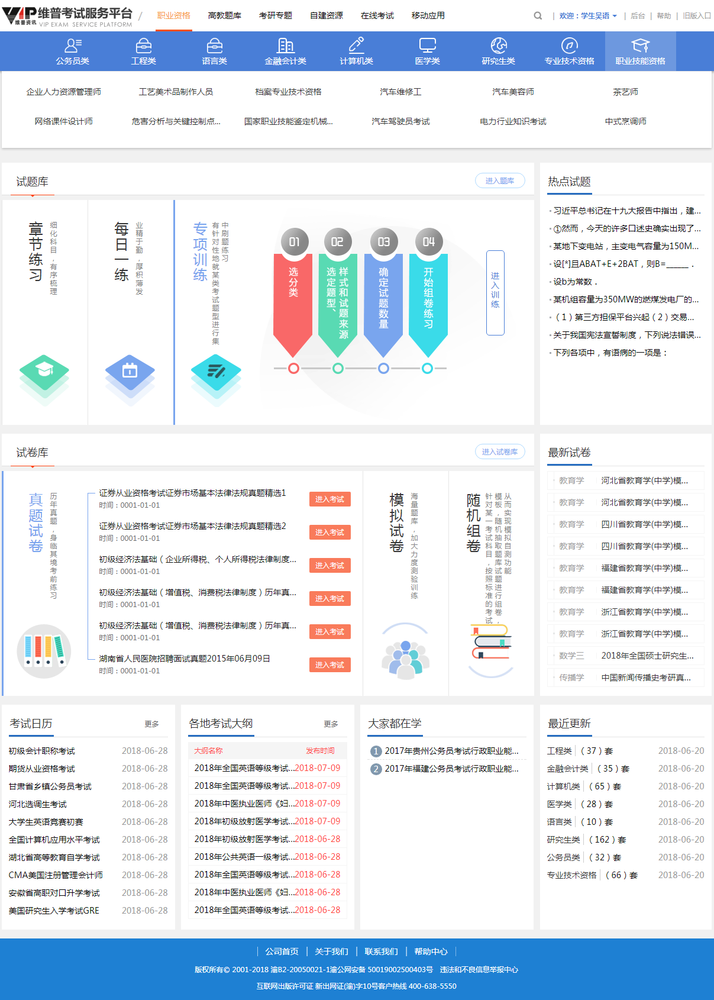 VIP 维普资讯 维普考试服务平台 /
VIP EXAM SERVICE PLATFORM
职业资格 高教题库 考研专题 自建资源 在线考试 移动应用
| 欢迎：学生吴语 | 后台 | 帮助 | 旧版入口
公务员类 工程类 语言类 金融会计类 计算机类 医学类 研究生类 专业技术资格 职业技能资格
企业人力资源管理师 工艺美术品制作人员 档案专业技术资格 汽车维修工 汽车美容师 茶艺师
网络课件设计师 危害分析与关键控制点... 国家职业技能鉴定机械... 汽车驾驶员考试 电力行业知识考试 中式烹调师
试题库
进入题库
章节练习
细化科目，有序梳理
每日一练
业精于勤，厚积薄发
专项训练
有针对性地就某类考试题型进行集
中刷题练习
01 02 03 04
选分类
选定题型、
样式和试题来源
确定试题数量
开始组卷练习
进入训练
热点试题
习近平总书记在十九大报告中指出，建...
①然而，今天的许多口述史确实出现了...
某地下变电站，主变电气容量为150M...
设[*]且ABAT+E+2BAT，则B=______．
设b为常数．
某机组容量为350MW的燃煤发电厂的...
（1）第三方担保平台兴起（2）交易...
关于我国宪法宣誓制度，下列说法错误...
下列各项中，有语病的一项是：
试卷库
进入试卷库
真题试卷
历年真题，身临其境考前练习
证券从业资格考试证券市场基本法律法规真题精选1
时间：0001-01-01
进入考试
证券从业资格考试证券市场基本法律法规真题精选2
时间：0001-01-01
进入考试
初级经济法基础（企业所得税、个人所得税法律制度...
时间：0001-01-01
进入考试
初级经济法基础（增值税、消费税法律制度）历年真...
时间：0001-01-01
进入考试
初级经济法基础（增值税、消费税法律制度）历年真...
时间：0001-01-01
进入考试
湖南省人民医院招聘面试真题2015年06月09日
时间：0001-01-01
进入考试
模拟试卷
海量题库，加大力度测验训练
随机组卷
针对某一考试科目，按照标准的考试
模板，随机抽取题库试题进行组卷，
从而实现模拟自测功能
最新试卷
教育学 河北省教育学(中学)模...
教育学 河北省教育学(中学)模...
教育学 四川省教育学(中学)模...
教育学 四川省教育学(中学)模...
教育学 福建省教育学(中学)模...
教育学 福建省教育学(中学)模...
教育学 浙江省教育学(中学)模...
教育学 浙江省教育学(中学)模...
数学三 2018年全国硕士研究生...
传播学 中国新闻传播史考研真...
考试日历 更多
初级会计职称考试 2018-06-28
期货从业资格考试 2018-06-28
甘肃省乡镇公务员考试 2018-06-28
河北选调生考试 2018-06-28
大学生英语竞赛初赛 2018-06-28
全国计算机应用水平考试 2018-06-28
湖北省高等教育自学考试 2018-06-28
CMA美国注册管理会计师 2018-06-28
安徽省高职对口升学考试 2018-06-28
美国研究生入学考试GRE 2018-06-28
各地考试大纲 更多
大纲名称 发布时间
2018年全国英语等级考试...2018-07-09
2018年全国英语等级考试...2018-07-09
2018年中医执业医师《妇...2018-07-09
2018年初级放射医学考试...2018-07-09
2018年初级放射医学考试...2018-06-28
2018年公共英语一级考试...2018-06-28
2018年全国英语等级考试...2018-06-28
2018年中医执业医师《妇...2018-06-28
2018年全国英语等级考试...2018-06-28
大家都在学
1 2017年贵州公务员考试行政职业能...
2 2017年福建公务员考试行政职业能...
最近更新
工程类 （37）套 2018-06-20
金融会计类 （35）套 2018-06-20
计算机类 （65）套 2018-06-20
医学类 （28）套 2018-06-20
语言类 （10）套 2018-06-20
研究生类 （162）套 2018-06-20
公务员类 （32）套 2018-06-20
专业技术资格 （66）套 2018-06-20
| 公司首页 | 关于我们 | 联系我们 | 帮助中心 |
版权所有© 2001-2018 渝B2-20050021-1渝公网安备 50019002500403号 违法和不良信息举报中心
互联网出版许可证 新出网证(渝)字10号客户热线 400-638-5550